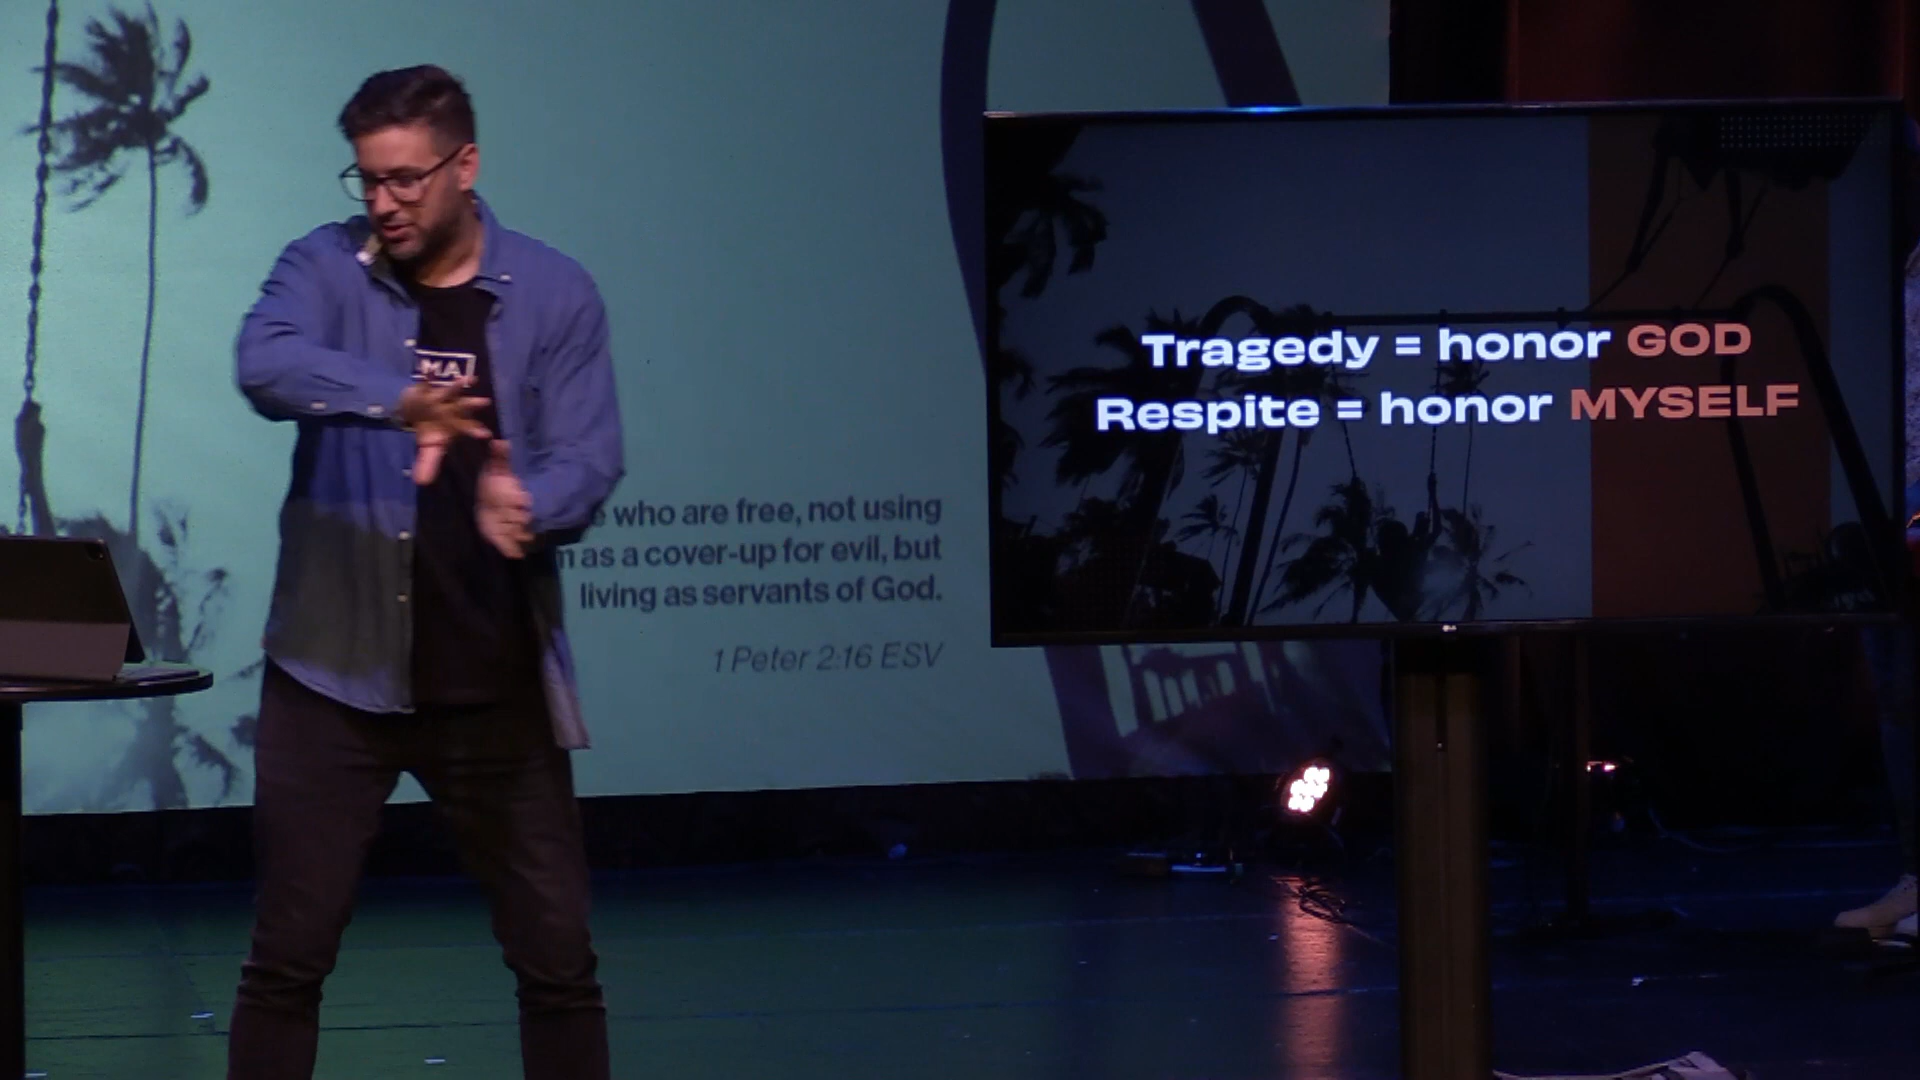 MA
who are free, not using
as a cover-up for evil, but
living as servants of God.
1 Peter 2:16 ESV
Tragedy = honor GOD
Respite = honor MYSELF